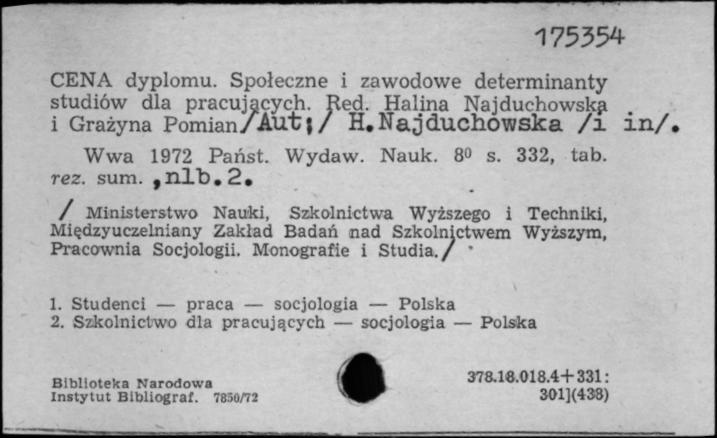 175354
CENA dyplomu. Społeczne i zawodowe determinanty
studiów dla pracujących. Red. Halina Najduchowska
i Grażyna Pomian/Aut;/ H.Najduchowska /i in/.
Wwa 1972 Państ. Wydaw. Nauk. 8⁰ s. 332, tab.
rez. sum. ,nlb.2.
/ Ministerstwo Nauki, Szkolnictwa Wyższego i Techniki,
Międzyuczelniany Zakład Badań nad Szkolnictwem Wyższym,
Pracownia Socjologii. Monografie i Studia./
1. Studenci — praca — socjologia — Polska
2. Szkolnictwo dla pracujących — socjologia — Polska
Biblioteka Narodowa
Instytut Bibliograf. 7850/72
378.18.018.4+331:
301](438)